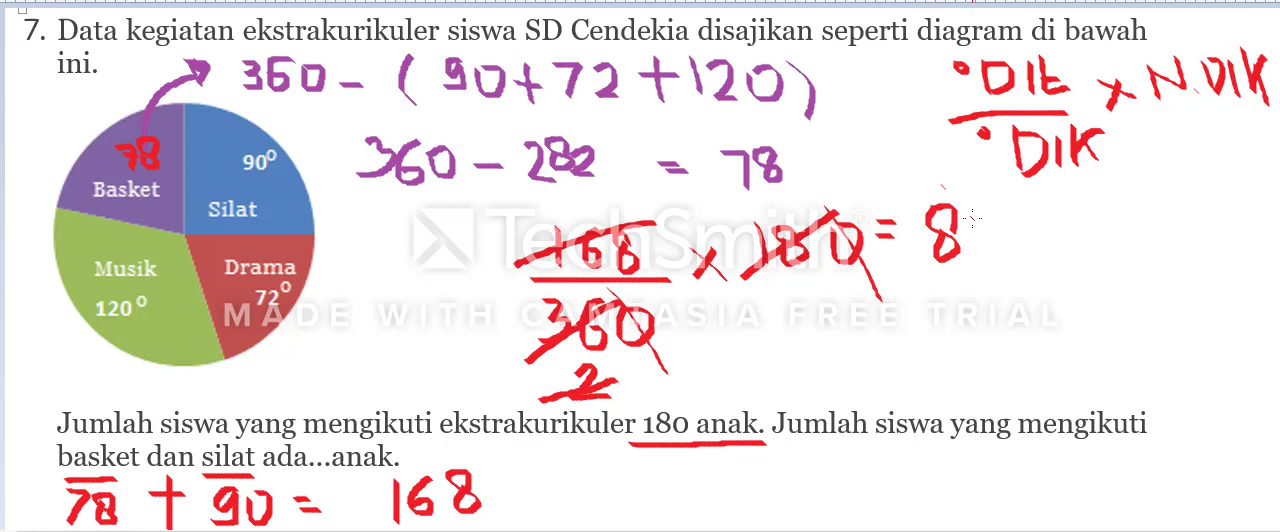 7. Data kegiatan ekstrakurikuler siswa SD Cendekia disajikan seperti diagram di bawah
ini.
360 - ( 90 + 72 + 120 )
°DIT × N.DIK
°DIK
78
Basket
90°
Silat
360 - 282 = 78
TechSmith®
168 × 180 = 8
360
2
Musik
120°
Drama
72°
MADE WITH CAMTASIA FREE TRIAL
Jumlah siswa yang mengikuti ekstrakurikuler 180 anak. Jumlah siswa yang mengikuti
basket dan silat ada...anak.
78 + 90 = 168